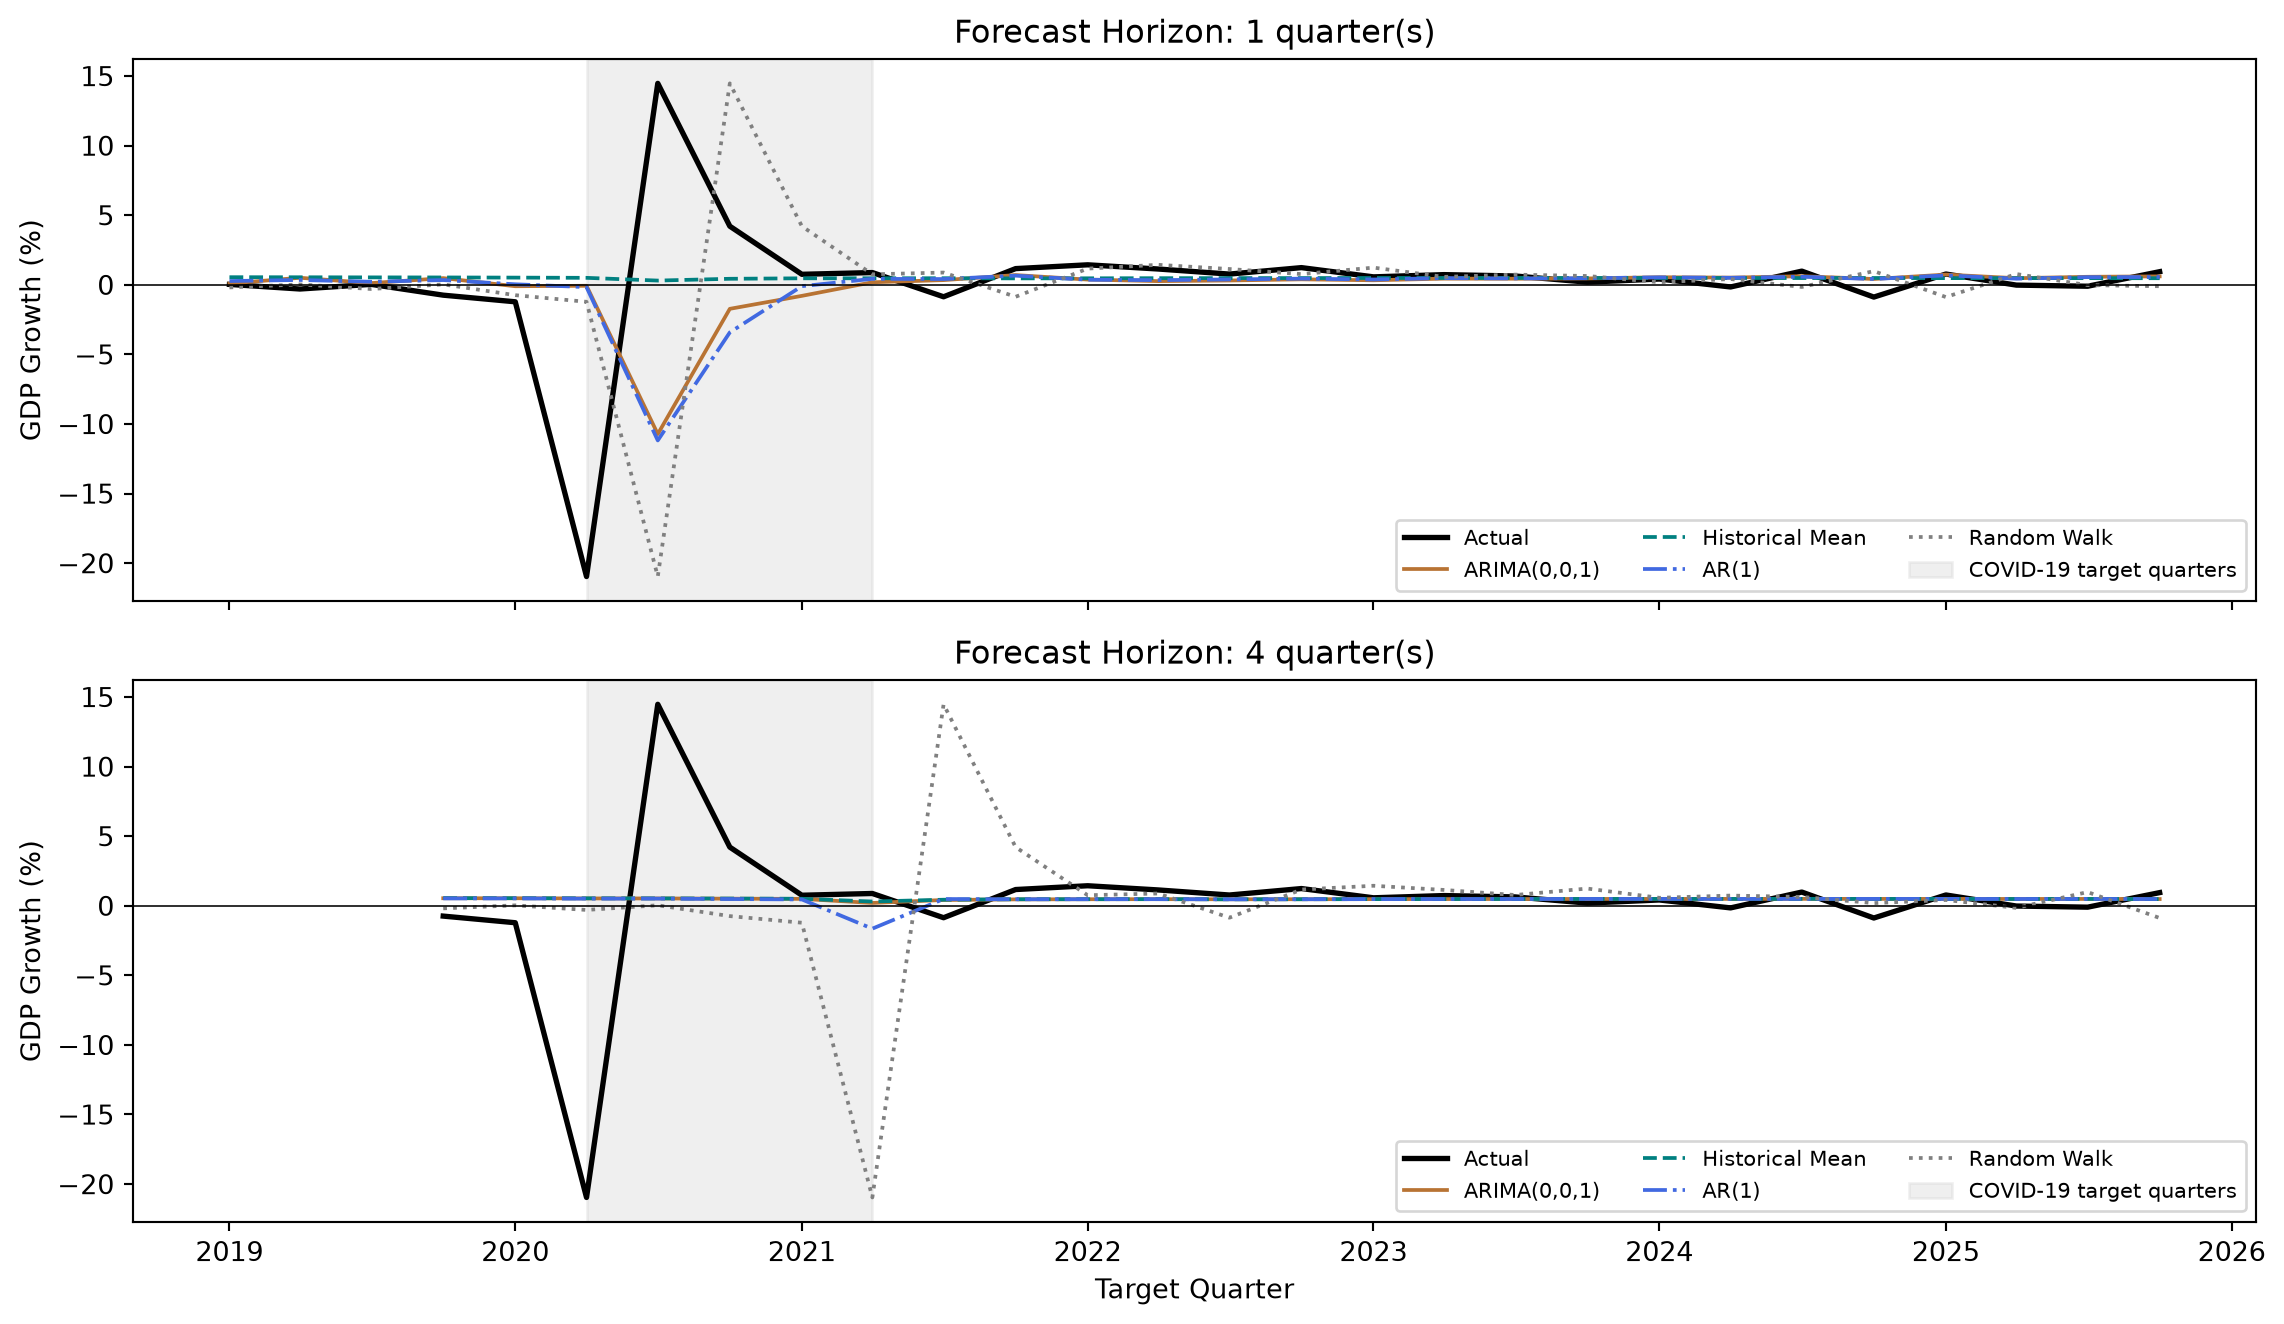 Forecast Horizon: 1 quarter(s)
15
10
5
0
−5
−10
−15
−20
GDP Growth (%)
Actual
ARIMA(0,0,1)
Historical Mean
AR(1)
Random Walk
COVID-19 target quarters
Forecast Horizon: 4 quarter(s)
15
10
5
0
−5
−10
−15
−20
GDP Growth (%)
Actual
ARIMA(0,0,1)
Historical Mean
AR(1)
Random Walk
COVID-19 target quarters
2019 2020 2021 2022 2023 2024 2025 2026
Target Quarter